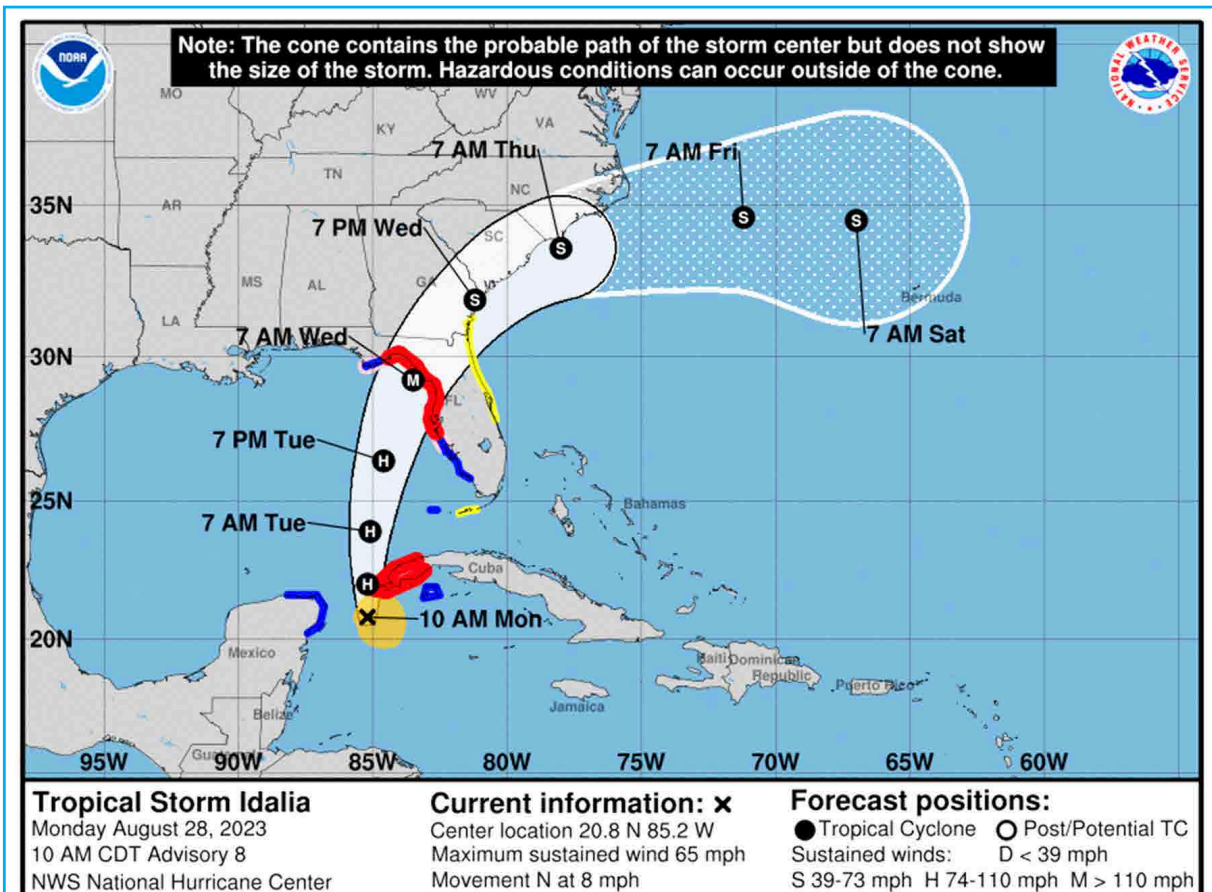 Note: The cone contains the probable path of the storm center but does not show
the size of the storm. Hazardous conditions can occur outside of the cone.
NOAA
NATIONAL WEATHER SERVICE
MO
KY
WV
VA
7 AM Thu
7 AM Fri
TN
NC
35N
AR
S
S
7 PM Wed
SC
S
MS
AL
GA
S
Bermuda
LA
7 AM Wed
7 AM Sat
30N
M
FL
7 PM Tue
H
25N
Bahamas
7 AM Tue
H
H
Cuba
10 AM Mon
20N
Mexico
Haiti
Dominican
Republic
Puerto Rico
Jamaica
Belize
Guatemala
95W 90W 85W 80W 75W 70W 65W 60W
Tropical Storm Idalia
Monday August 28, 2023
10 AM CDT Advisory 8
NWS National Hurricane Center
Current information: ×
Center location 20.8 N 85.2 W
Maximum sustained wind 65 mph
Movement N at 8 mph
Forecast positions:
● Tropical Cyclone ○ Post/Potential TC
Sustained winds: D < 39 mph
S 39-73 mph H 74-110 mph M > 110 mph